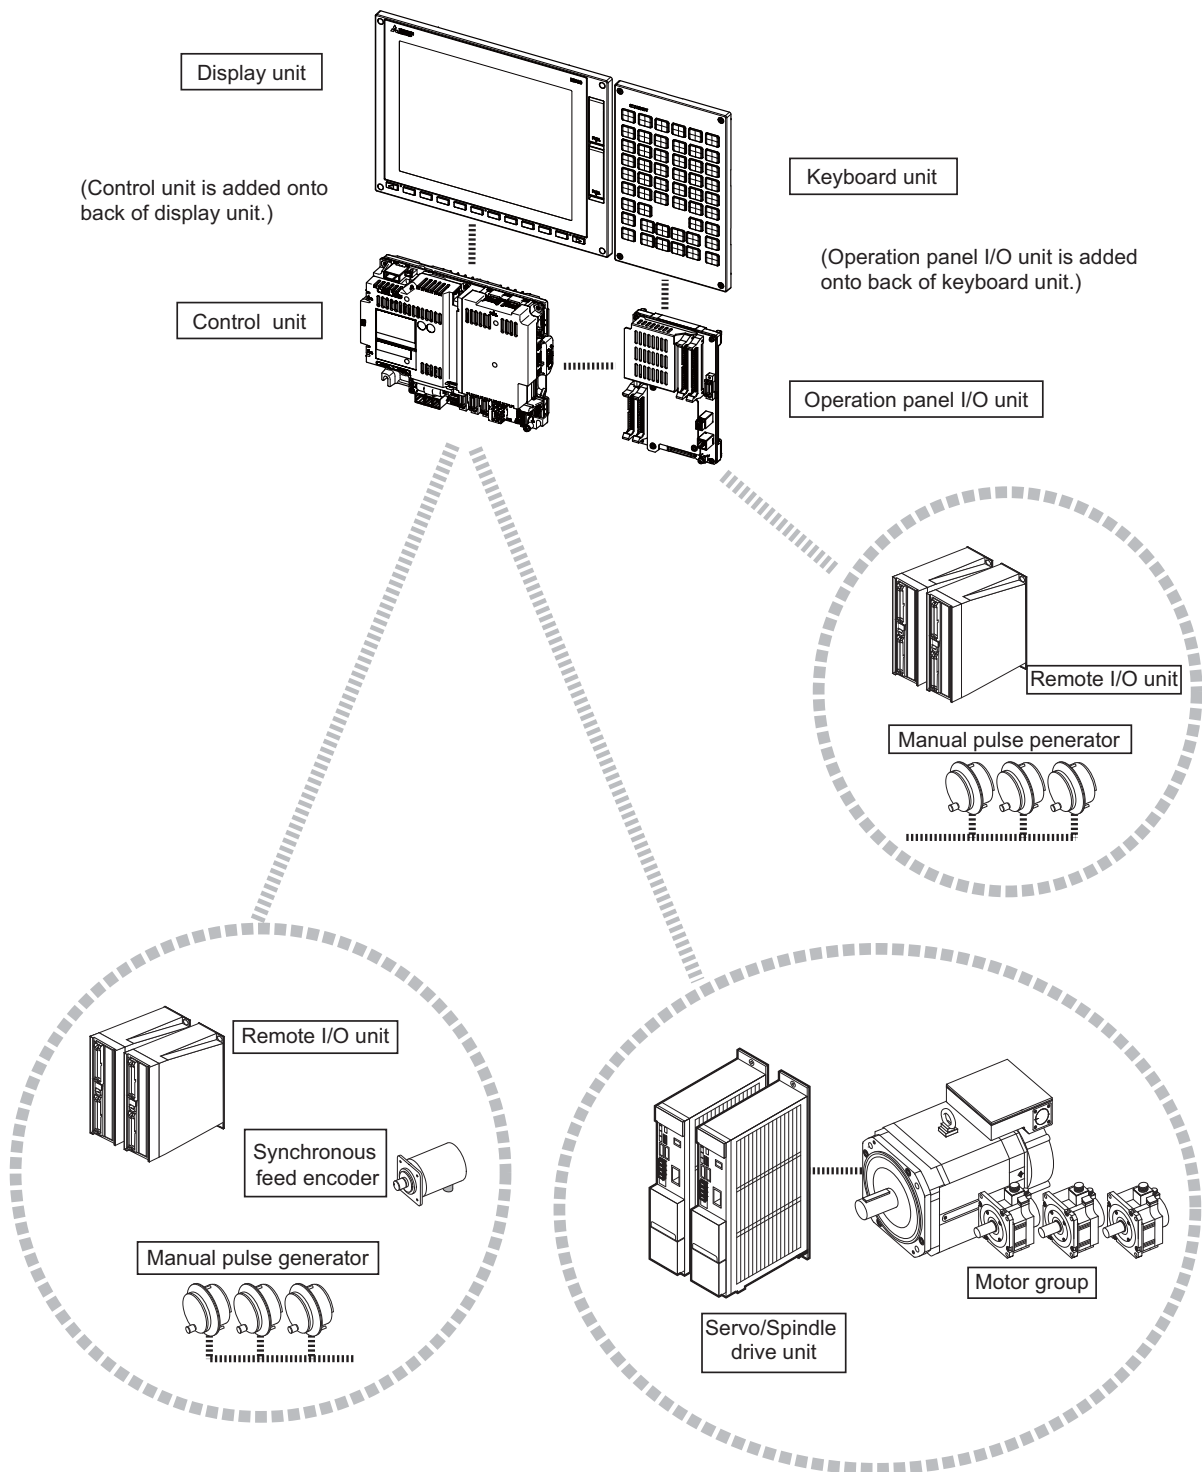 Display unit
(Control unit is added onto
back of display unit.)
Keyboard unit
(Operation panel I/O unit is added
onto back of keyboard unit.)
Control unit
Operation panel I/O unit
Remote I/O unit
Manual pulse penerator
Remote I/O unit
Synchronous
feed encoder
Manual pulse generator
Motor group
Servo/Spindle
drive unit